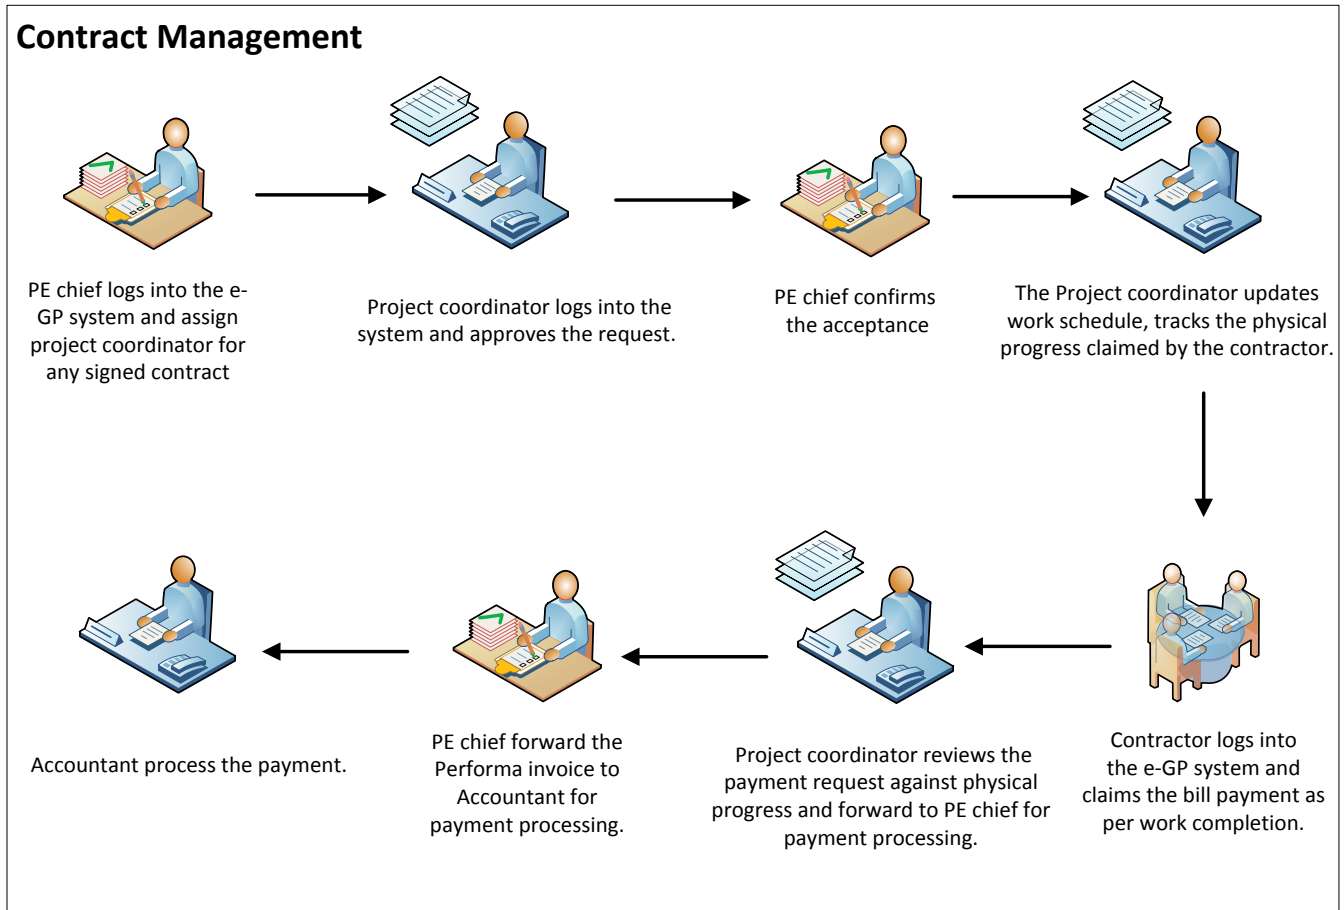 Contract Management
PE chief logs into the e-
GP system and assign
project coordinator for
any signed contract
Project coordinator logs into the
system and approves the request.
PE chief confirms
the acceptance
The Project coordinator updates
work schedule, tracks the physical
progress claimed by the contractor.
Contractor logs into
the e-GP system and
claims the bill payment as
per work completion.
Project coordinator reviews the
payment request against physical
progress and forward to PE chief for
payment processing.
PE chief forward the
Performa invoice to
Accountant for
payment processing.
Accountant process the payment.